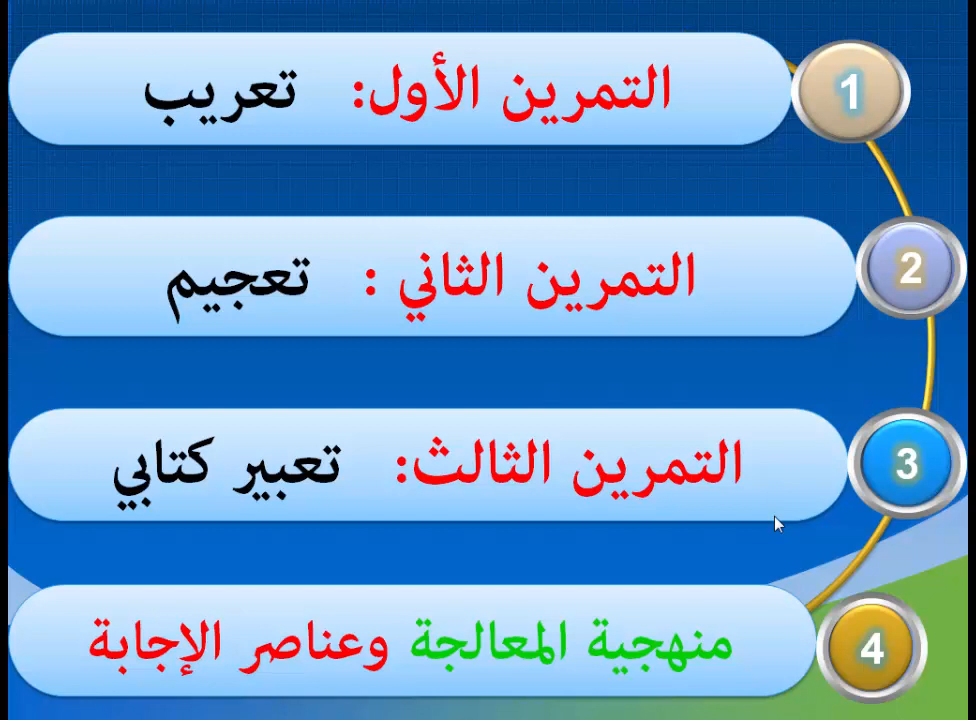 1 التمرين الأول: تعريب
2 التمرين الثاني : تعجيم
3 التمرين الثالث: تعبير كتابي
4 منهجية المعالجة وعناصر الإجابة